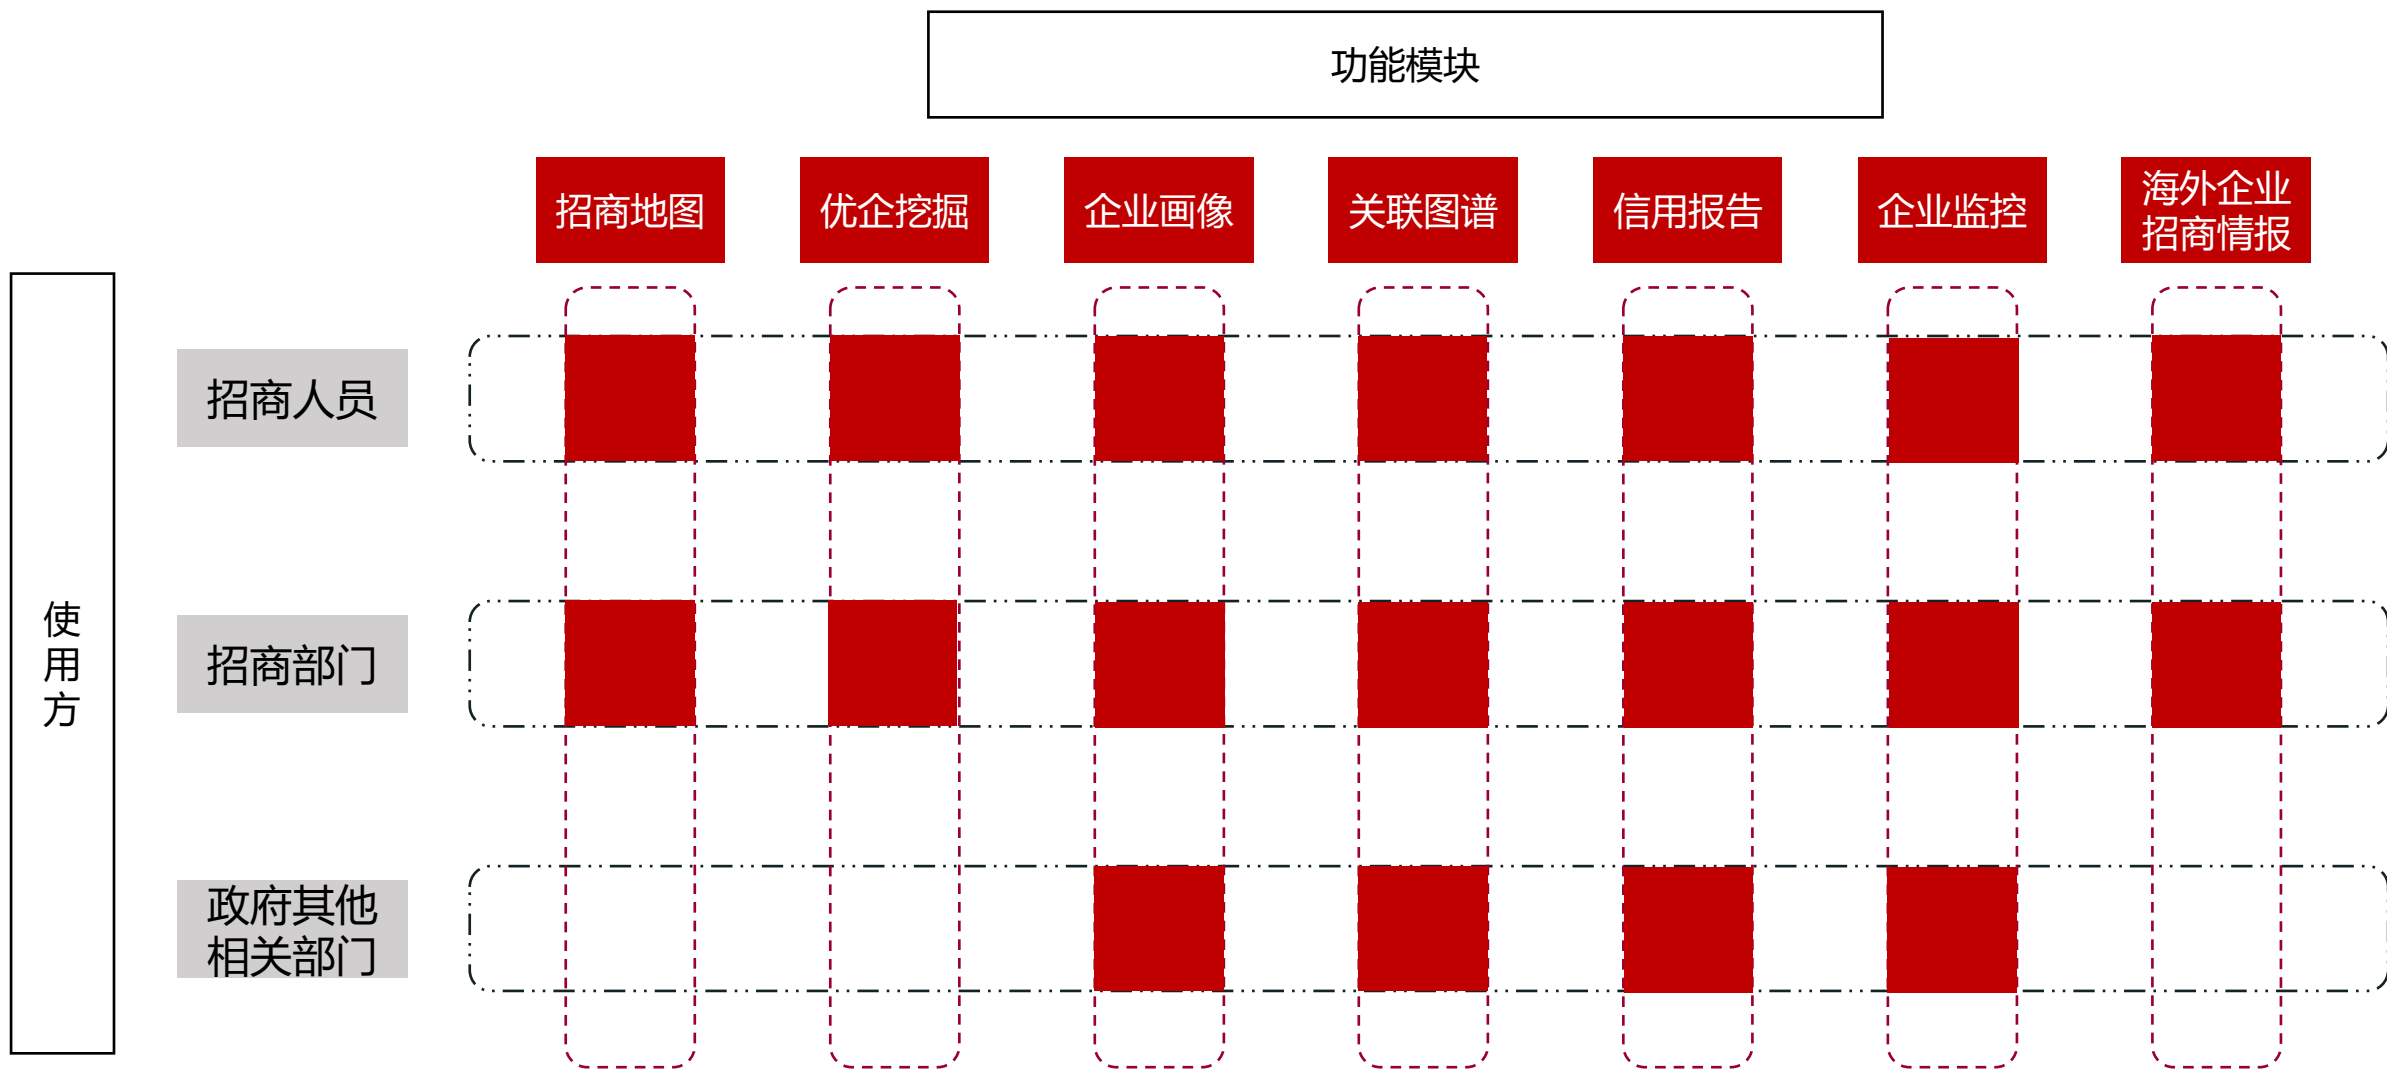 功能模块
招商地图
优企挖掘
企业画像
关联图谱
信用报告
企业监控
海外企业
招商情报
使
用
方
招商人员
招商部门
政府其他
相关部门